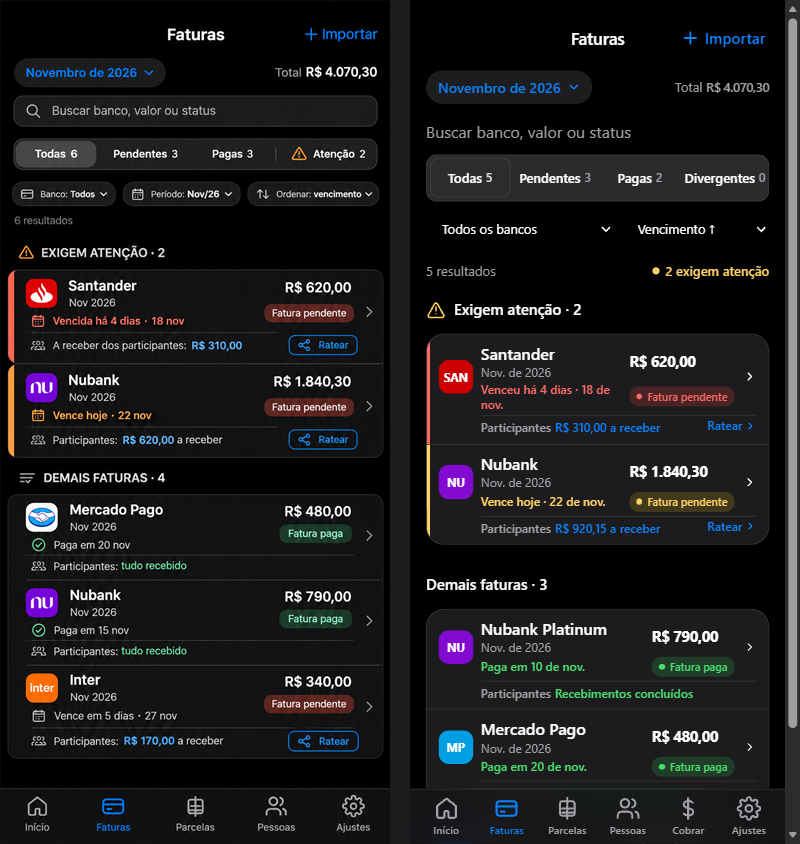 Faturas
+ Importar
Novembro de 2026
Total R$ 4.070,30
Buscar banco, valor ou status
Todas 6
Pendentes 3
Pagas 3
Atenção 2
Banco: Todos
Período: Nov/26
Ordenar: vencimento
6 resultados
EXIGEM ATENÇÃO · 2
Santander
R$ 620,00
Nov 2026
Fatura pendente
Vencida há 4 dias · 18 nov
A receber dos participantes: R$ 310,00
Ratear
nu
Nubank
R$ 1.840,30
Nov 2026
Fatura pendente
Vence hoje · 22 nov
Participantes: R$ 620,00 a receber
Ratear
DEMAIS FATURAS · 4
Mercado Pago
R$ 480,00
Nov 2026
Fatura paga
Paga em 20 nov
Participantes: tudo recebido
nu
Nubank
R$ 790,00
Nov 2026
Fatura paga
Paga em 15 nov
Participantes: tudo recebido
inter
Inter
R$ 340,00
Nov 2026
Fatura pendente
Vence em 5 dias · 27 nov
Participantes: R$ 170,00 a receber
Ratear
Início
Faturas
Parcelas
Pessoas
Ajustes
Faturas
+ Importar
Novembro de 2026
Total R$ 4.070,30
Buscar banco, valor ou status
Todas 5
Pendentes 3
Pagas 2
Divergentes 0
Todos os bancos
Vencimento ↑
5 resultados
2 exigem atenção
Exigem atenção · 2
SAN
Santander
R$ 620,00
Nov. de 2026
Venceu há 4 dias · 18 de
nov.
Fatura pendente
Participantes R$ 310,00 a receber
Ratear
NU
Nubank
R$ 1.840,30
Nov. de 2026
Vence hoje · 22 de nov.
Fatura pendente
Participantes R$ 920,15 a receber
Ratear
Demais faturas · 3
NU
Nubank Platinum
R$ 790,00
Nov. de 2026
Paga em 10 de nov.
Fatura paga
Participantes Recebimentos concluídos
MP
Mercado Pago
R$ 480,00
Nov. de 2026
Paga em 20 de nov.
Fatura paga
Início
Faturas
Parcelas
Pessoas
Cobrar
Ajustes